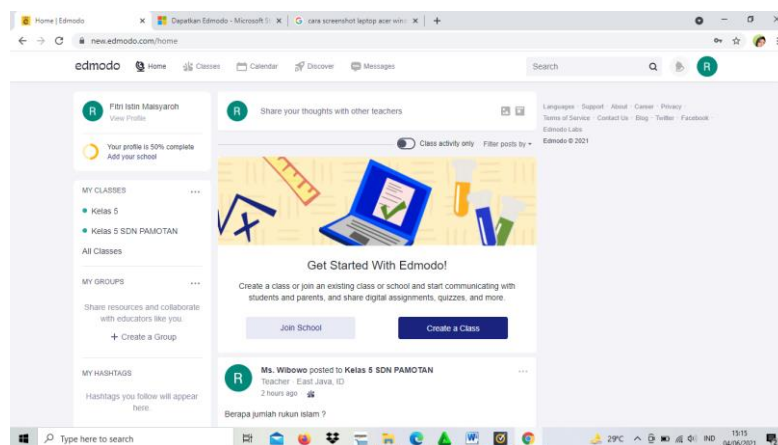 Home | Edmodo
Dapatkan Edmodo - Microsoft St
cara screenshot laptop acer wind
new.edmodo.com/home
edmodo Home Classes Calendar Discover Messages Search R
R Fitri Istin Maisyaroh
View Profile
Your profile is 50% complete
Add your school
MY CLASSES
Kelas 5
Kelas 5 SDN PAMOTAN
All Classes
MY GROUPS
Share resources and collaborate
with educators like you.
+ Create a Group
MY HASHTAGS
Hashtags you follow will appear
here.
R Share your thoughts with other teachers
Class activity only Filter posts by
Get Started With Edmodo!
Create a class or join an existing class or school and start communicating with
students and parents, and share digital assignments, quizzes, and more.
Join School Create a Class
R Ms. Wibowo posted to Kelas 5 SDN PAMOTAN
Teacher · East Java, ID
2 hours ago
Berapa jumlah rukun islam ?
Languages · Support · About · Career · Privacy ·
Terms of Service · Contact Us · Blog · Twitter · Facebook ·
Edmodo Labs
Edmodo © 2021
Type here to search
29°C IND 15:15
04/06/2021